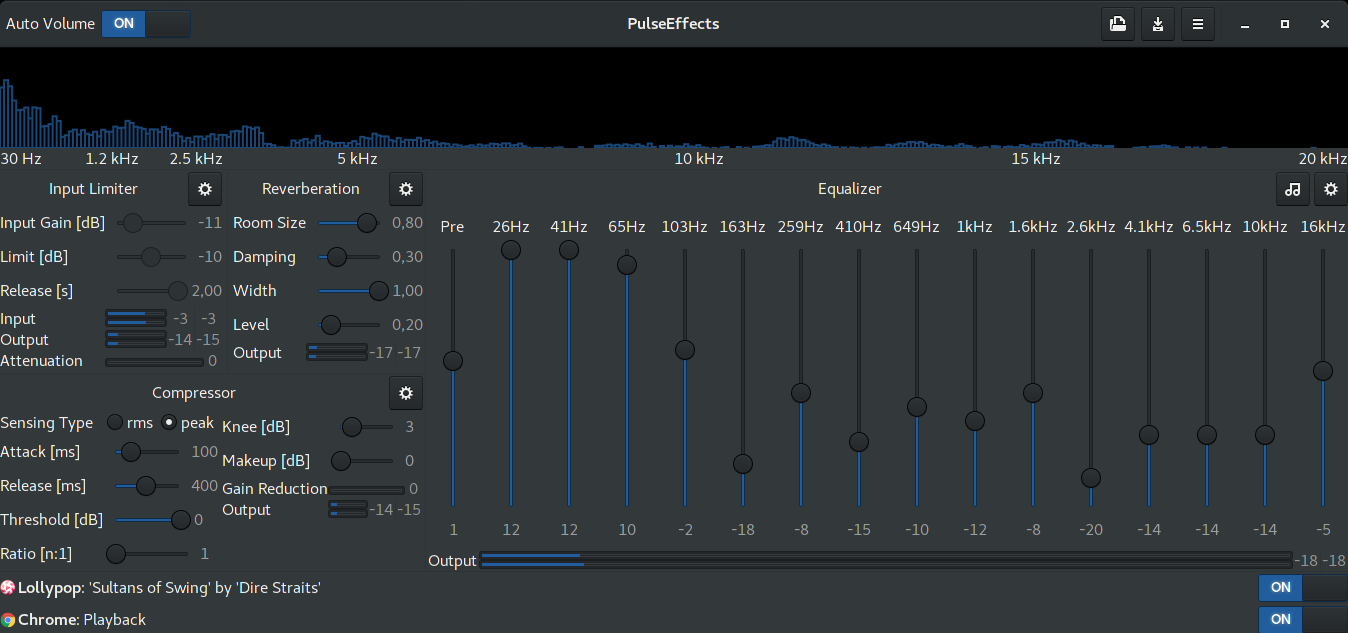 Auto Volume ON PulseEffects
30 Hz 1.2 kHz 2.5 kHz 5 kHz 10 kHz 15 kHz 20 kHz
Input Limiter
Input Gain [dB] -11
Limit [dB] -10
Release [s] 2,00
Input -3 -3
Output -14 -15
Attenuation 0
Reverberation
Room Size 0,80
Damping 0,30
Width 1,00
Level 0,20
Output -17 -17
Compressor
Sensing Type rms peak
Attack [ms] 100
Release [ms] 400
Threshold [dB] 0
Ratio [n:1] 1
Knee [dB] 3
Makeup [dB] 0
Gain Reduction 0
Output -14 -15
Equalizer
Pre 26Hz 41Hz 65Hz 103Hz 163Hz 259Hz 410Hz 649Hz 1kHz 1.6kHz 2.6kHz 4.1kHz 6.5kHz 10kHz 16kHz
1 12 12 10 -2 -18 -8 -15 -10 -12 -8 -20 -14 -14 -14 -5
Output -18 -18
Lollypop: 'Sultans of Swing' by 'Dire Straits' ON
Chrome: Playback ON